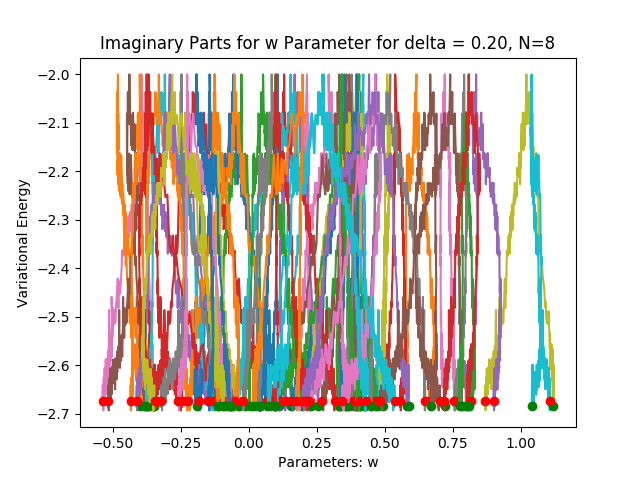 Imaginary Parts for w Parameter for delta = 0.20, N=8
−2.0
−2.1
−2.2
−2.3
−2.4
−2.5
−2.6
−2.7
Variational Energy
−0.50 −0.25 0.00 0.25 0.50 0.75 1.00
Parameters: w